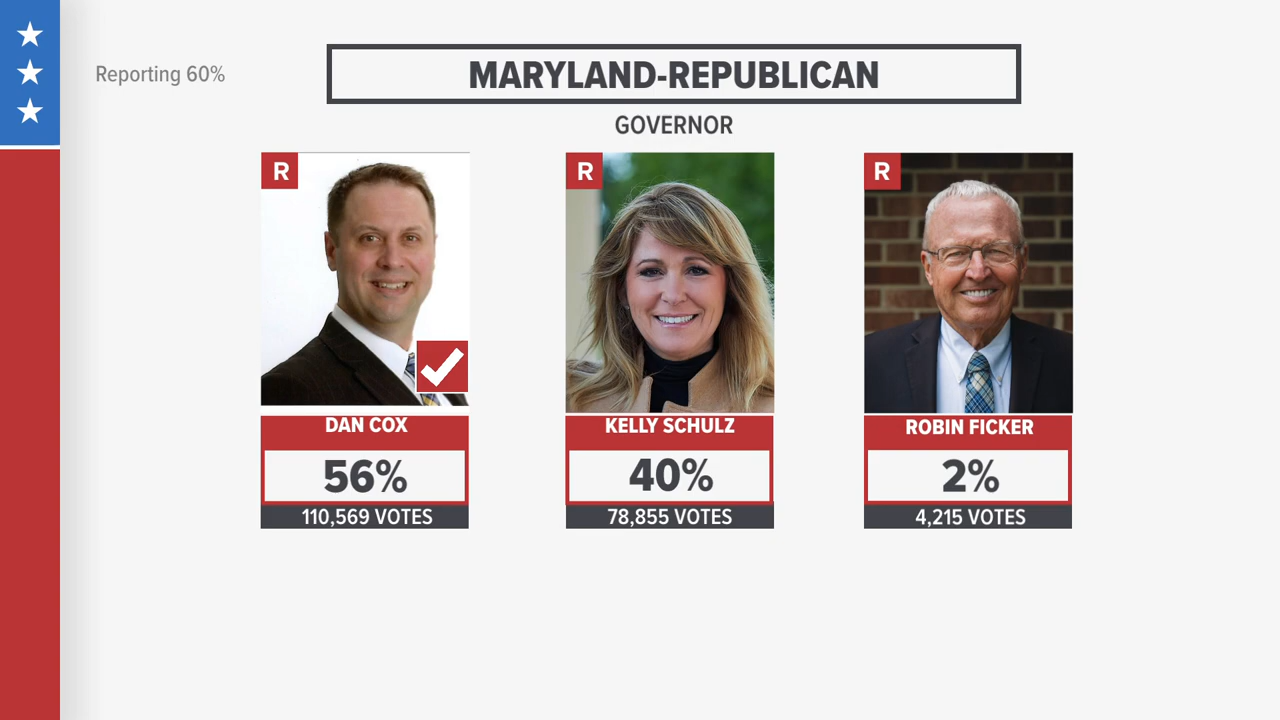 Reporting 60%
MARYLAND-REPUBLICAN
GOVERNOR
R
R
R
DAN COX
KELLY SCHULZ
ROBIN FICKER
56%
40%
2%
110,569 VOTES
78,855 VOTES
4,215 VOTES